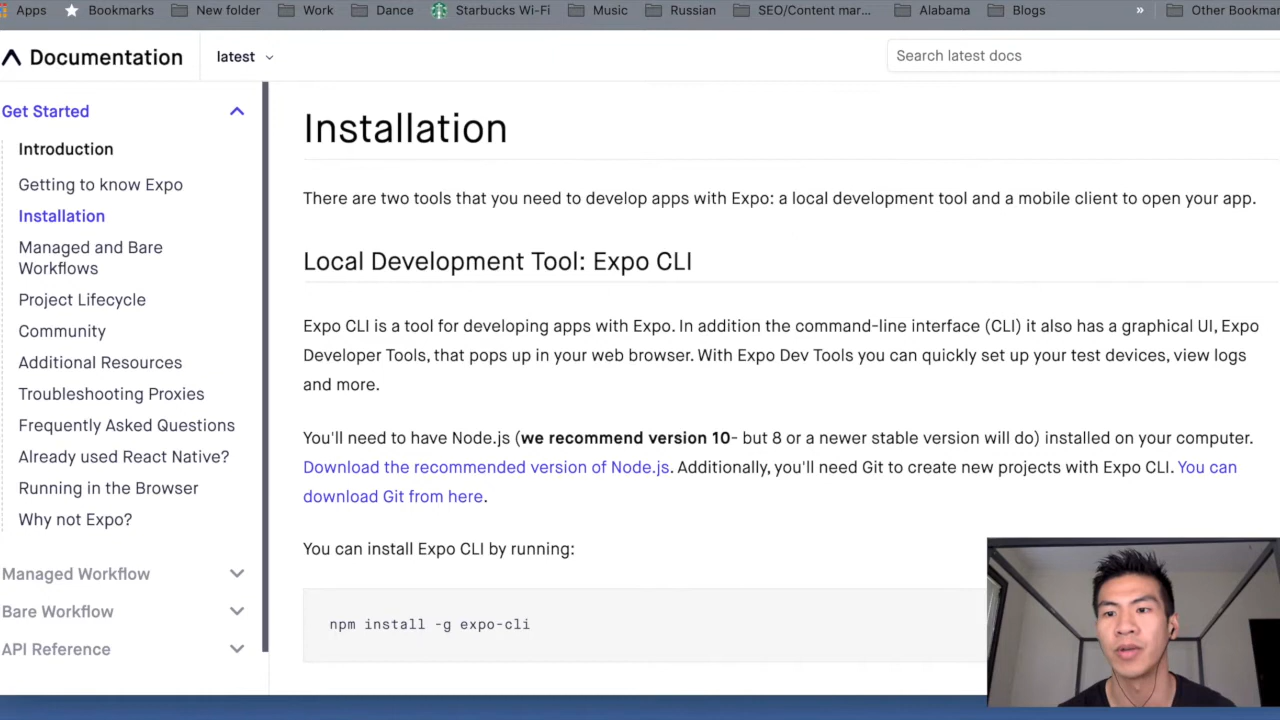 Apps Bookmarks New folder Work Dance Starbucks Wi-Fi Music Russian SEO/Content mar... Alabama Blogs » Other Bookmar
Documentation latest Search latest docs
Get Started
Introduction
Getting to know Expo
Installation
Managed and Bare
Workflows
Project Lifecycle
Community
Additional Resources
Troubleshooting Proxies
Frequently Asked Questions
Already used React Native?
Running in the Browser
Why not Expo?
Managed Workflow
Bare Workflow
API Reference
Installation
There are two tools that you need to develop apps with Expo: a local development tool and a mobile client to open your app.
Local Development Tool: Expo CLI
Expo CLI is a tool for developing apps with Expo. In addition the command-line interface (CLI) it also has a graphical UI, Expo
Developer Tools, that pops up in your web browser. With Expo Dev Tools you can quickly set up your test devices, view logs
and more.
You'll need to have Node.js (we recommend version 10- but 8 or a newer stable version will do) installed on your computer.
Download the recommended version of Node.js. Additionally, you'll need Git to create new projects with Expo CLI. You can
download Git from here.
You can install Expo CLI by running:
npm install -g expo-cli